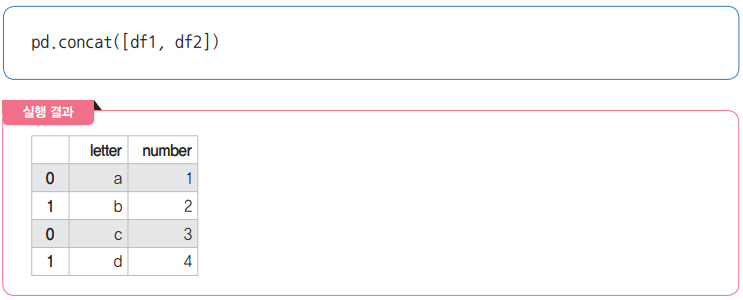 pd.concat([df1, df2])
실행 결과
letter number
0 a 1
1 b 2
0 c 3
1 d 4